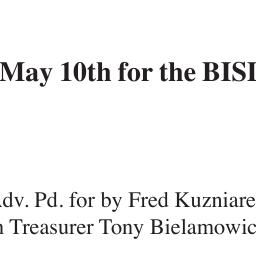 May 10th for the BISI
dv. Pd. for by Fred Kuzniare
Treasurer Tony Bielamowic